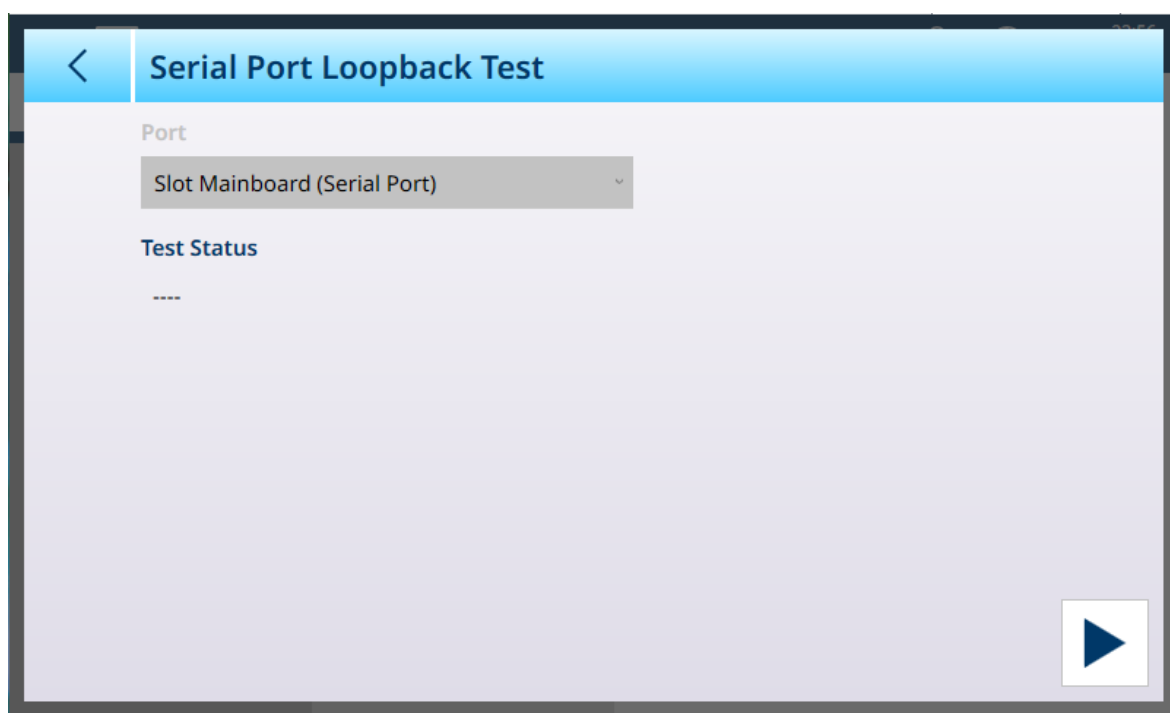 Serial Port Loopback Test
Port
Slot Mainboard (Serial Port)
Test Status
----